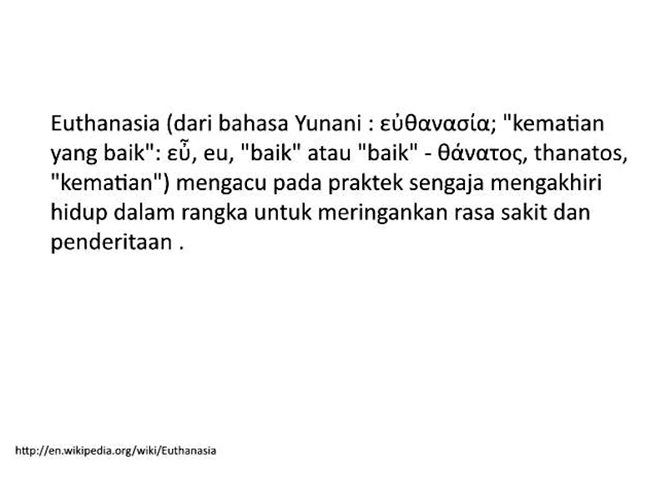 Euthanasia (dari bahasa Yunani : εὐθανασία; "kematian
yang baik": εὖ, eu, "baik" atau "baik" - θάνατος, thanatos,
"kematian") mengacu pada praktek sengaja mengakhiri
hidup dalam rangka untuk meringankan rasa sakit dan
penderitaan .
http://en.wikipedia.org/wiki/Euthanasia